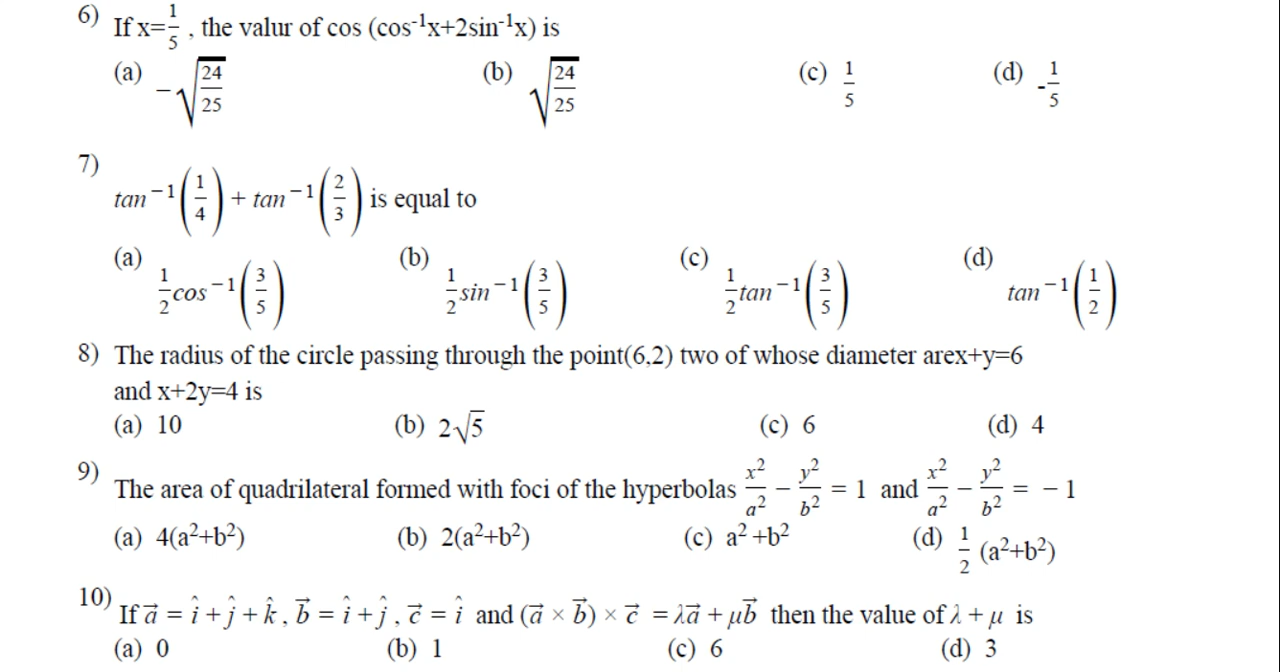 6) If x=1/5 , the valur of cos (cos⁻¹x+2sin⁻¹x) is
(a) −√(24/25) (b) √(24/25) (c) 1/5 (d) -1/5
7) tan⁻¹(1/4) + tan⁻¹(2/3) is equal to
(a) 1/2 cos⁻¹(3/5) (b) 1/2 sin⁻¹(3/5) (c) 1/2 tan⁻¹(3/5) (d) tan⁻¹(1/2)
8) The radius of the circle passing through the point(6,2) two of whose diameter arex+y=6
and x+2y=4 is
(a) 10 (b) 2√5 (c) 6 (d) 4
9) The area of quadrilateral formed with foci of the hyperbolas x²/a² − y²/b² = 1 and x²/a² − y²/b² = − 1
(a) 4(a²+b²) (b) 2(a²+b²) (c) a² +b² (d) 1/2 (a²+b²)
10) If a⃗ = î + ĵ + k̂ , b⃗ = î + ĵ , c⃗ = î and (a⃗ × b⃗) × c⃗ = λa⃗ + μb⃗ then the value of λ + μ is
(a) 0 (b) 1 (c) 6 (d) 3